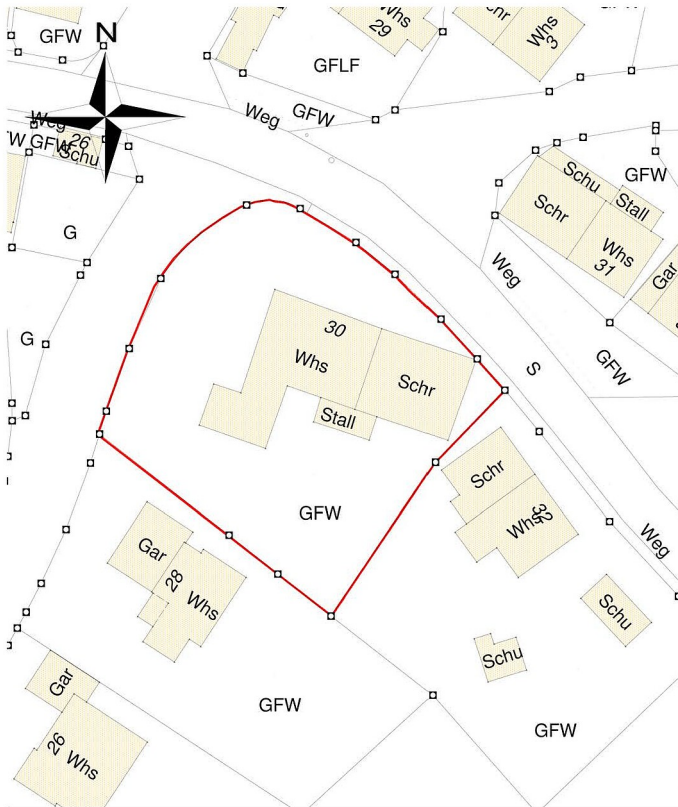 N
GFW
Whs
29
chr
Whs
3
GFLF
Weg
GFW
Weg
W
GFW
26
Schu
GFW
Schu
Stall
Schr
Whs
31
G
Weg
Gar
30
Whs
Schr
G
S
GFW
Stall
GFW
Schr
Whs
32
Weg
Gar
28
Whs
Schu
Schu
Gar
GFW
GFW
26
Whs